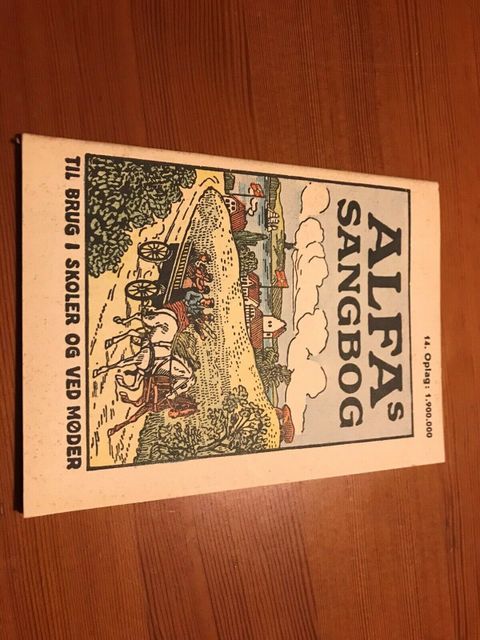 14. Oplag: 1.900.000
ALFAs
SANGBOG
TIL BRUG I SKOLER OG VED MØDER